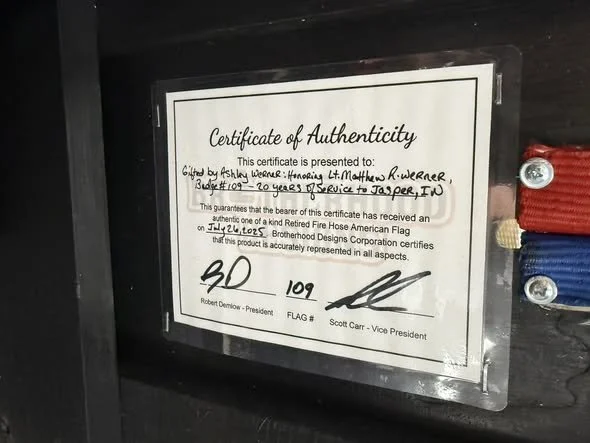 Certificate of Authenticity
This certificate is presented to:
Gifted by Ashley Werner: Honoring Lt. Matthew R. Werner,
Badge #109 – 20 years of Service to Jasper, IN
This guarantees that the bearer of this certificate has received an
authentic one of a kind Retired Fire Hose American Flag
on July 26, 2025. Brotherhood Designs Corporation certifies
that this product is accurately represented in all aspects.
109
Robert Demlow - President FLAG # Scott Carr - Vice President